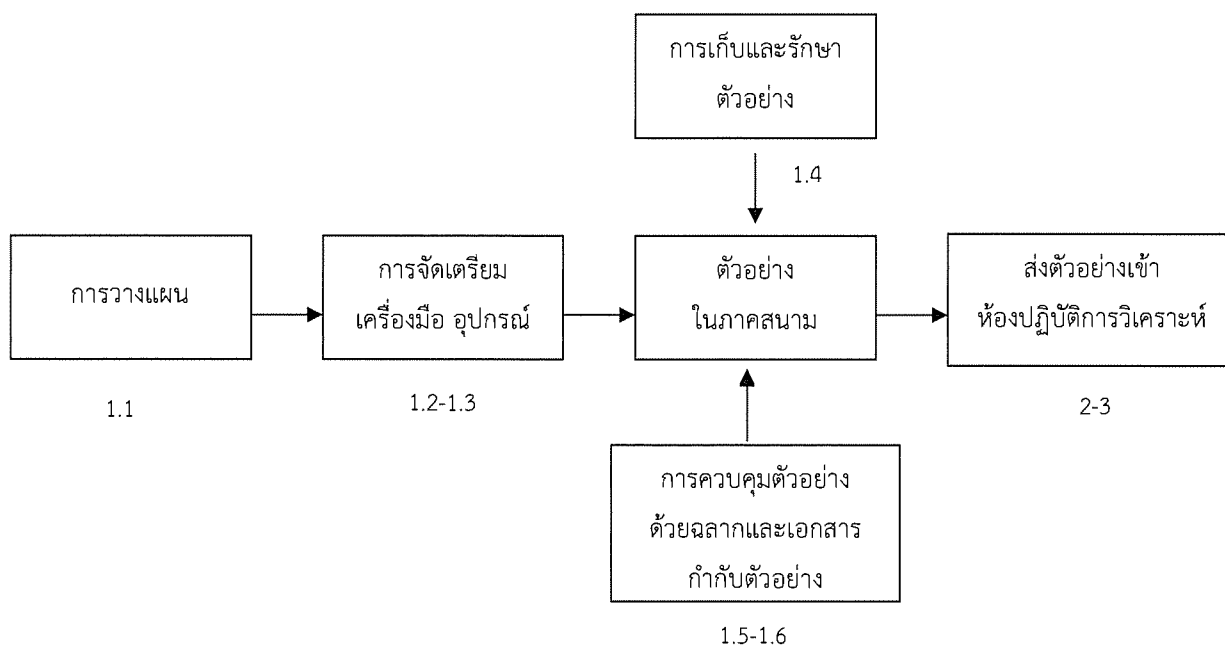 การเก็บและรักษา
ตัวอย่าง
1.4
การวางแผน
1.1
การจัดเตรียม
เครื่องมือ อุปกรณ์
1.2-1.3
ตัวอย่าง
ในภาคสนาม
ส่งตัวอย่างเข้า
ห้องปฏิบัติการวิเคราะห์
2-3
การควบคุมตัวอย่าง
ด้วยฉลากและเอกสาร
กำกับตัวอย่าง
1.5-1.6